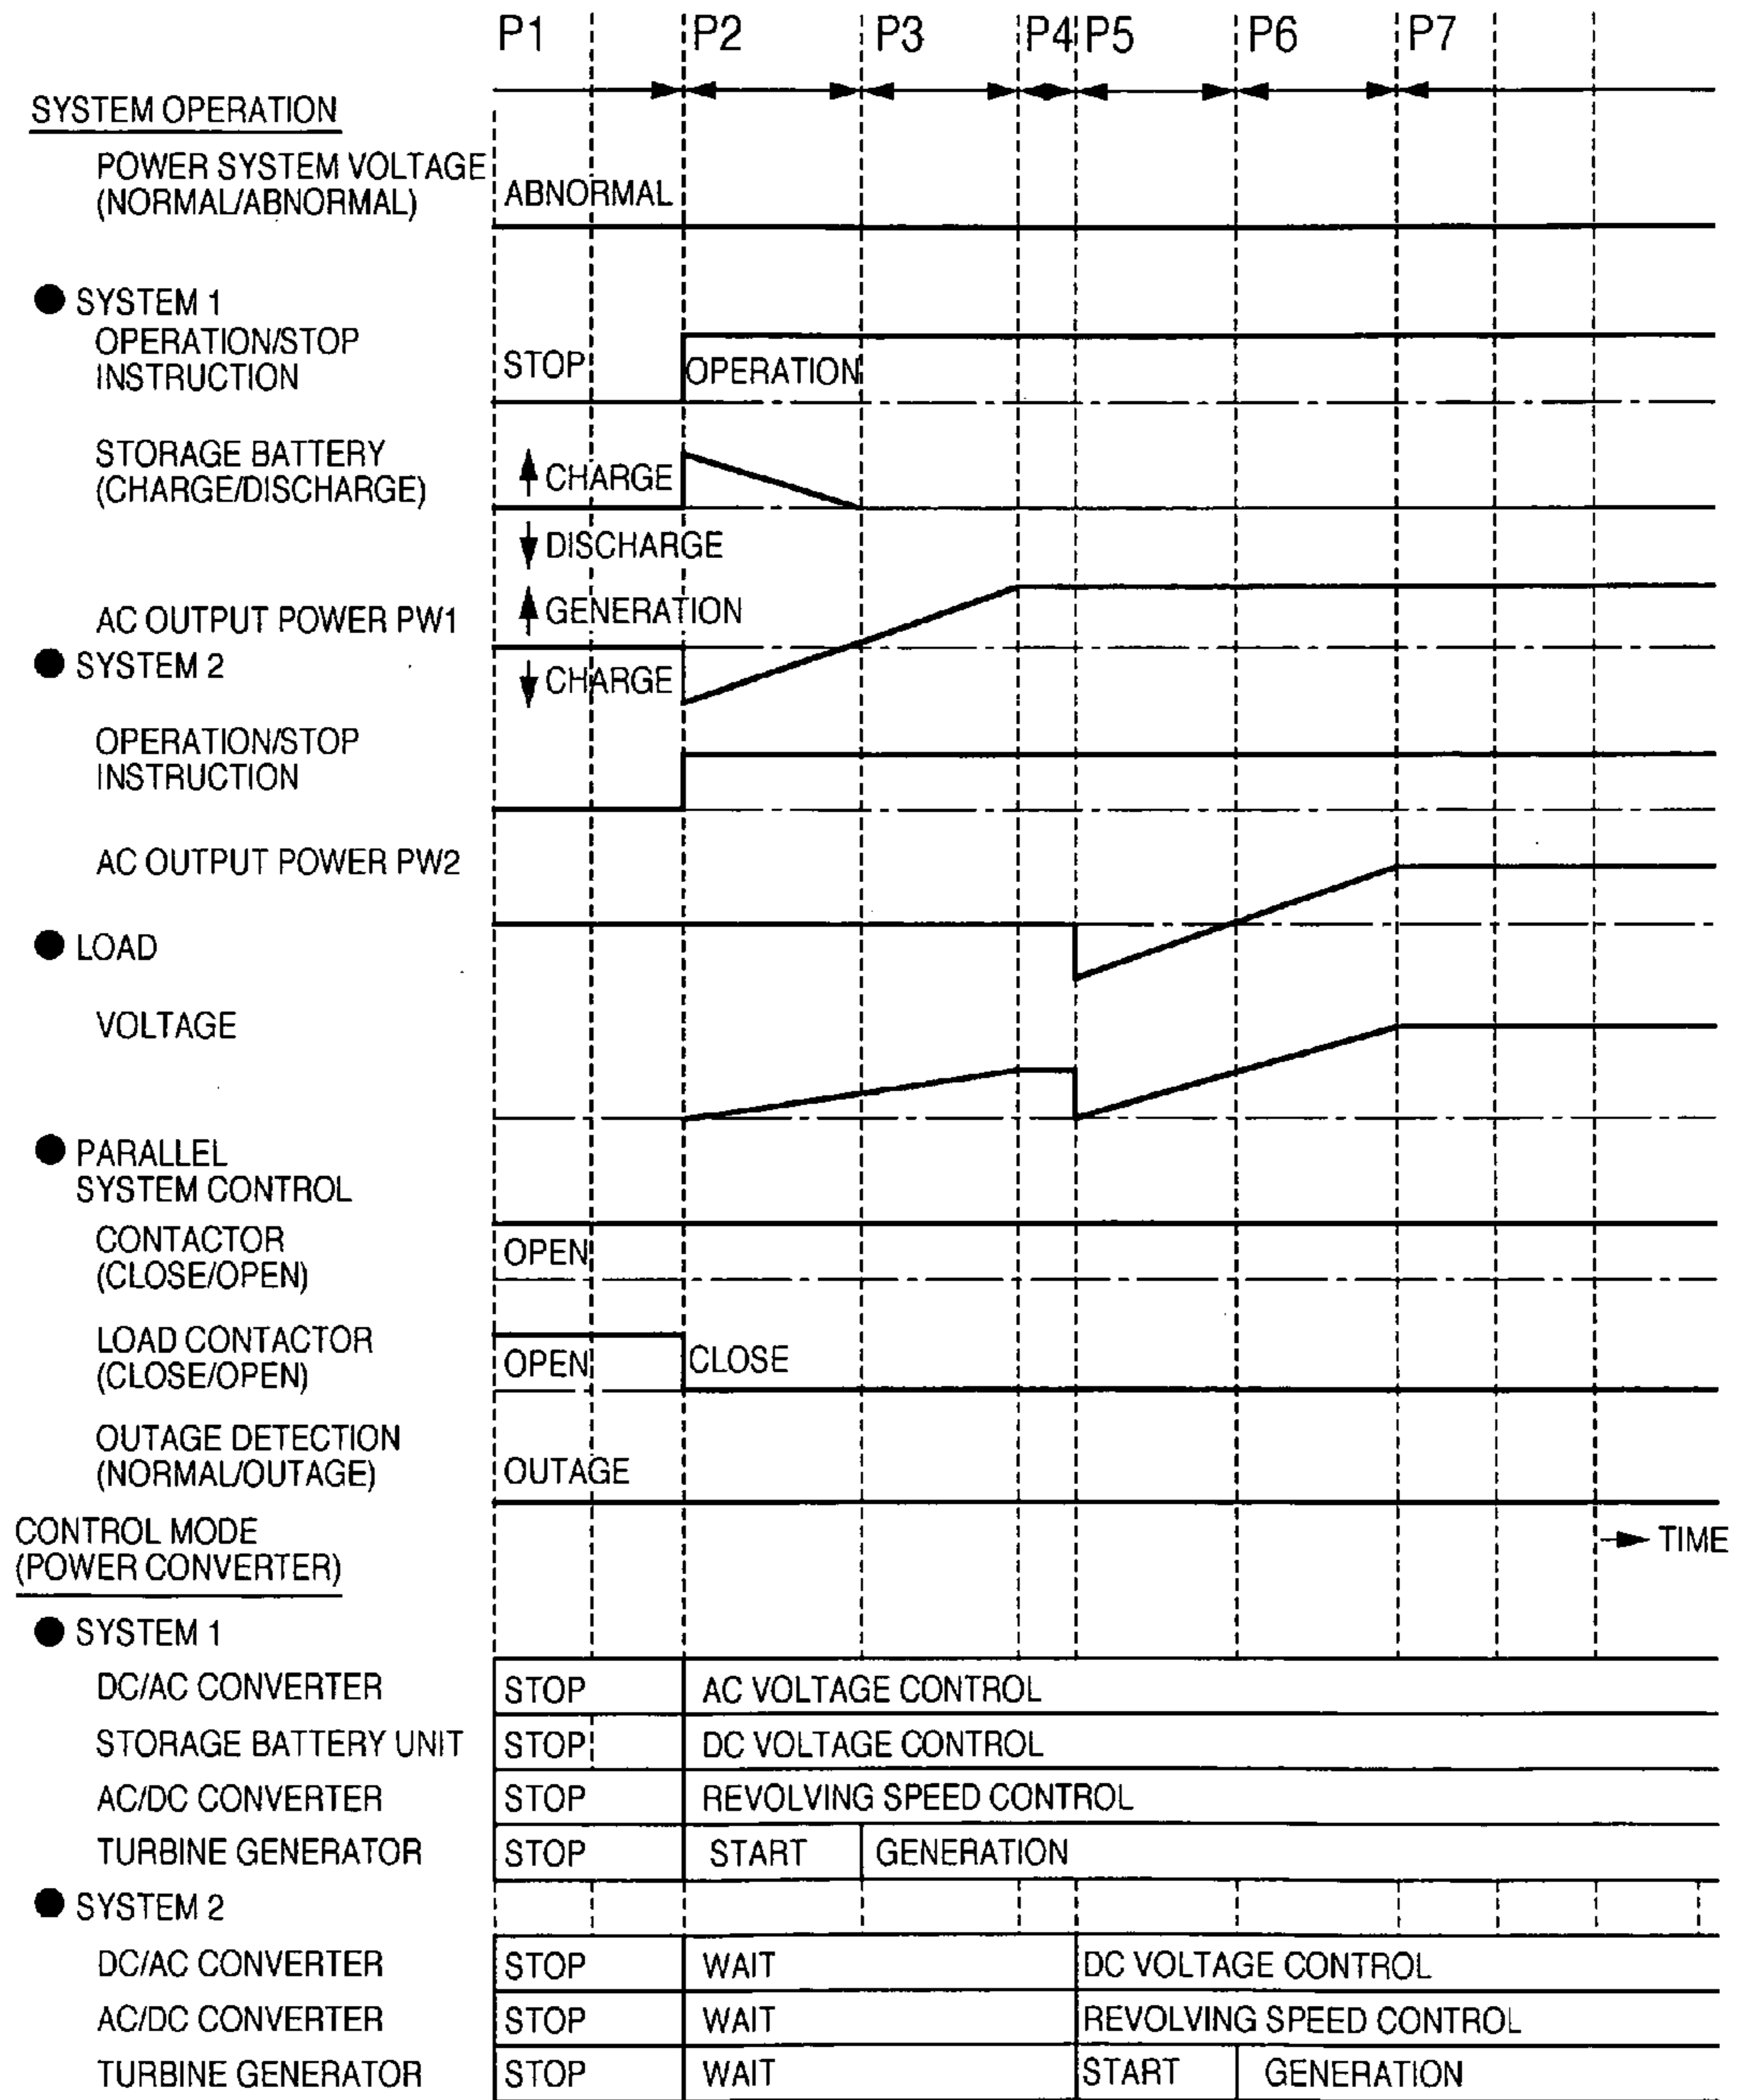 P1 P2 P3 P4 P5 P6 P7
SYSTEM OPERATION
POWER SYSTEM VOLTAGE
(NORMAL/ABNORMAL)
ABNORMAL
● SYSTEM 1
OPERATION/STOP
INSTRUCTION
STOP
OPERATION
STORAGE BATTERY
(CHARGE/DISCHARGE)
CHARGE
DISCHARGE
AC OUTPUT POWER PW1
GENERATION
CHARGE
● SYSTEM 2
OPERATION/STOP
INSTRUCTION
AC OUTPUT POWER PW2
● LOAD
VOLTAGE
● PARALLEL
SYSTEM CONTROL
CONTACTOR
(CLOSE/OPEN)
OPEN
LOAD CONTACTOR
(CLOSE/OPEN)
OPEN
CLOSE
OUTAGE DETECTION
(NORMAL/OUTAGE)
OUTAGE
CONTROL MODE
(POWER CONVERTER)
TIME
● SYSTEM 1
DC/AC CONVERTER STOP AC VOLTAGE CONTROL
STORAGE BATTERY UNIT STOP DC VOLTAGE CONTROL
AC/DC CONVERTER STOP REVOLVING SPEED CONTROL
TURBINE GENERATOR STOP START GENERATION
● SYSTEM 2
DC/AC CONVERTER STOP WAIT DC VOLTAGE CONTROL
AC/DC CONVERTER STOP WAIT REVOLVING SPEED CONTROL
TURBINE GENERATOR STOP WAIT START GENERATION